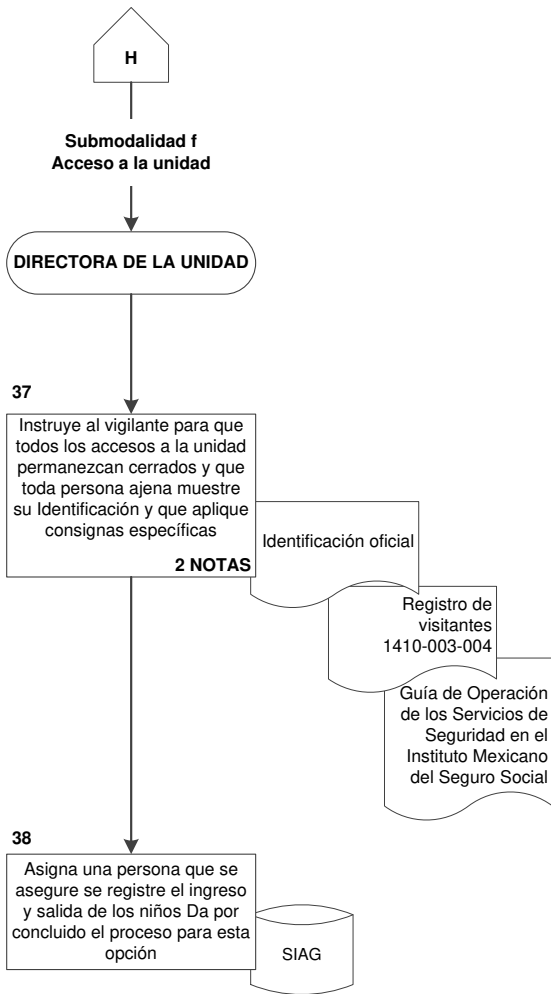 H
Submodalidad f
Acceso a la unidad
DIRECTORA DE LA UNIDAD
37
Instruye al vigilante para que
todos los accesos a la unidad
permanezcan cerrados y que
toda persona ajena muestre
su Identificación y que aplique
consignas específicas
2 NOTAS
Identificación oficial
Registro de
visitantes
1410-003-004
Guía de Operación
de los Servicios de
Seguridad en el
Instituto Mexicano
del Seguro Social
38
Asigna una persona que se
asegure se registre el ingreso
y salida de los niños Da por
concluido el proceso para esta
opción
SIAG